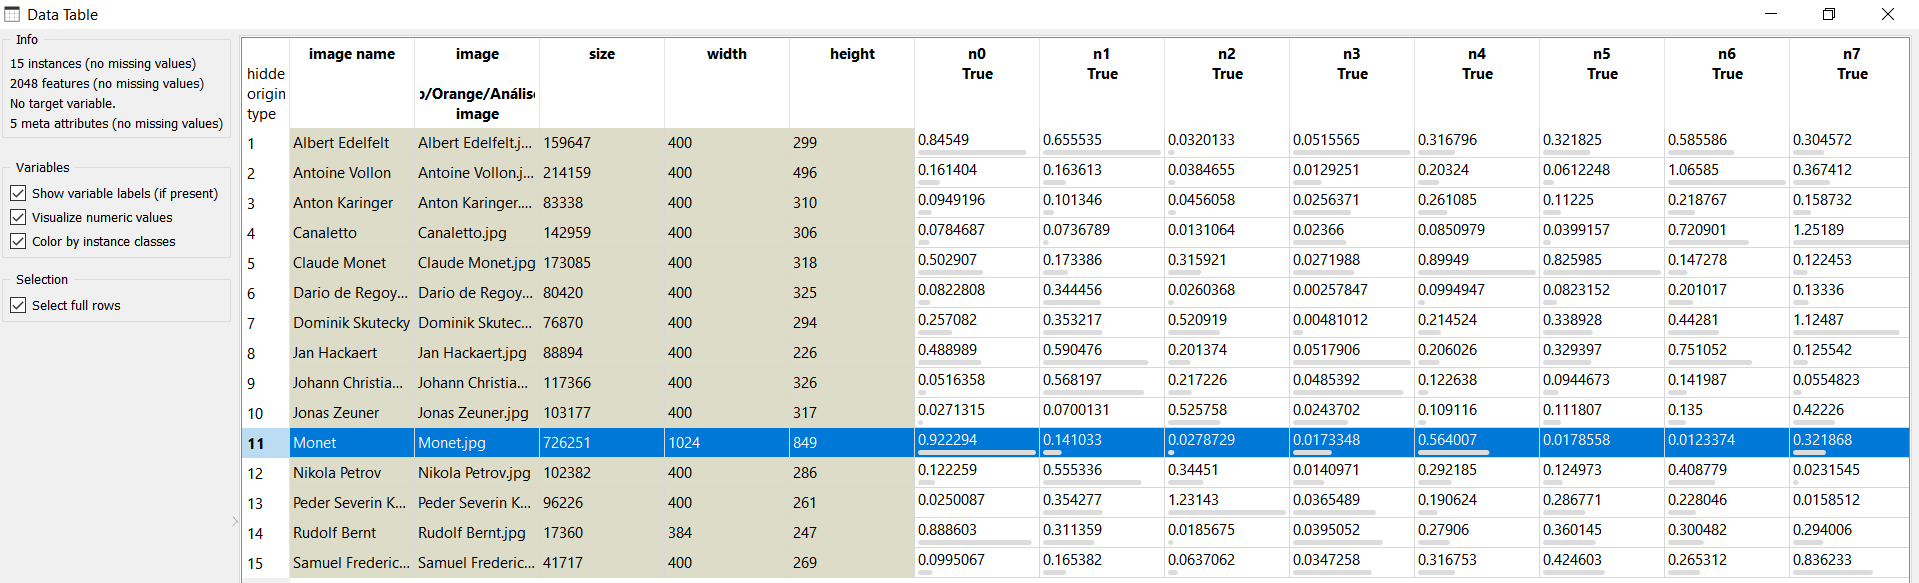 Data Table
Info
15 instances (no missing values)
2048 features (no missing values)
No target variable.
5 meta attributes (no missing values)
Variables
Show variable labels (if present)
Visualize numeric values
Color by instance classes
Selection
Select full rows
image name image size width height n0 n1 n2 n3 n4 n5 n6 n7
hidde True True True True True True True True
origin o/Orange/Anális
type image
1 Albert Edelfelt Albert Edelfelt.j... 159647 400 299 0.84549 0.655535 0.0320133 0.0515565 0.316796 0.321825 0.585586 0.304572
2 Antoine Vollon Antoine Vollon.j... 214159 400 496 0.161404 0.163613 0.0384655 0.0129251 0.20324 0.0612248 1.06585 0.367412
3 Anton Karinger Anton Karinger.... 83338 400 310 0.0949196 0.101346 0.0456058 0.0256371 0.261085 0.11225 0.218767 0.158732
4 Canaletto Canaletto.jpg 142959 400 306 0.0784687 0.0736789 0.0131064 0.02366 0.0850979 0.0399157 0.720901 1.25189
5 Claude Monet Claude Monet.jpg 173085 400 318 0.502907 0.173386 0.315921 0.0271988 0.89949 0.825985 0.147278 0.122453
6 Dario de Regoy... Dario de Regoy... 80420 400 325 0.0822808 0.344456 0.0260368 0.00257847 0.0994947 0.0823152 0.201017 0.13336
7 Dominik Skutecky Dominik Skutec... 76870 400 294 0.257082 0.353217 0.520919 0.00481012 0.214524 0.338928 0.44281 1.12487
8 Jan Hackaert Jan Hackaert.jpg 88894 400 226 0.488989 0.590476 0.201374 0.0517906 0.206026 0.329397 0.751052 0.125542
9 Johann Christia... Johann Christia... 117366 400 326 0.0516358 0.568197 0.217226 0.0485392 0.122638 0.0944673 0.141987 0.0554823
10 Jonas Zeuner Jonas Zeuner.jpg 103177 400 317 0.0271315 0.0700131 0.525758 0.0243702 0.109116 0.111807 0.135 0.42226
11 Monet Monet.jpg 726251 1024 849 0.922294 0.141033 0.0278729 0.0173348 0.564007 0.0178558 0.0123374 0.321868
12 Nikola Petrov Nikola Petrov.jpg 102382 400 286 0.122259 0.555336 0.34451 0.0140971 0.292185 0.124973 0.408779 0.0231545
13 Peder Severin K... Peder Severin K... 96226 400 261 0.0250087 0.354277 1.23143 0.0365489 0.190624 0.286771 0.228046 0.0158512
14 Rudolf Bernt Rudolf Bernt.jpg 17360 384 247 0.888603 0.311359 0.0185675 0.0395052 0.27906 0.360145 0.300482 0.294006
15 Samuel Frederic... Samuel Frederic... 41717 400 269 0.0995067 0.165382 0.0637062 0.0347258 0.316753 0.424603 0.265312 0.836233